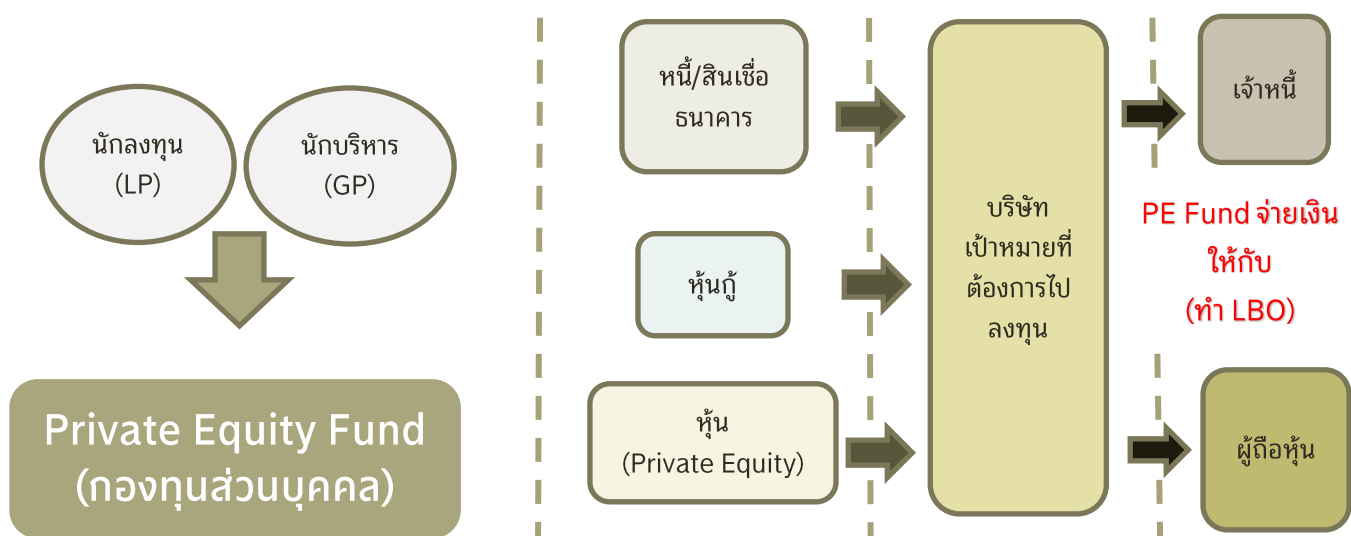 นักลงทุน
(LP)
นักบริหาร
(GP)
Private Equity Fund
(กองทุนส่วนบุคคล)
หนี้/สินเชื่อ
ธนาคาร
หุ้นกู้
หุ้น
(Private Equity)
บริษัท
เป้าหมายที่
ต้องการไป
ลงทุน
เจ้าหนี้
PE Fund จ่ายเงิน
ให้กับ
(ทำ LBO)
ผู้ถือหุ้น